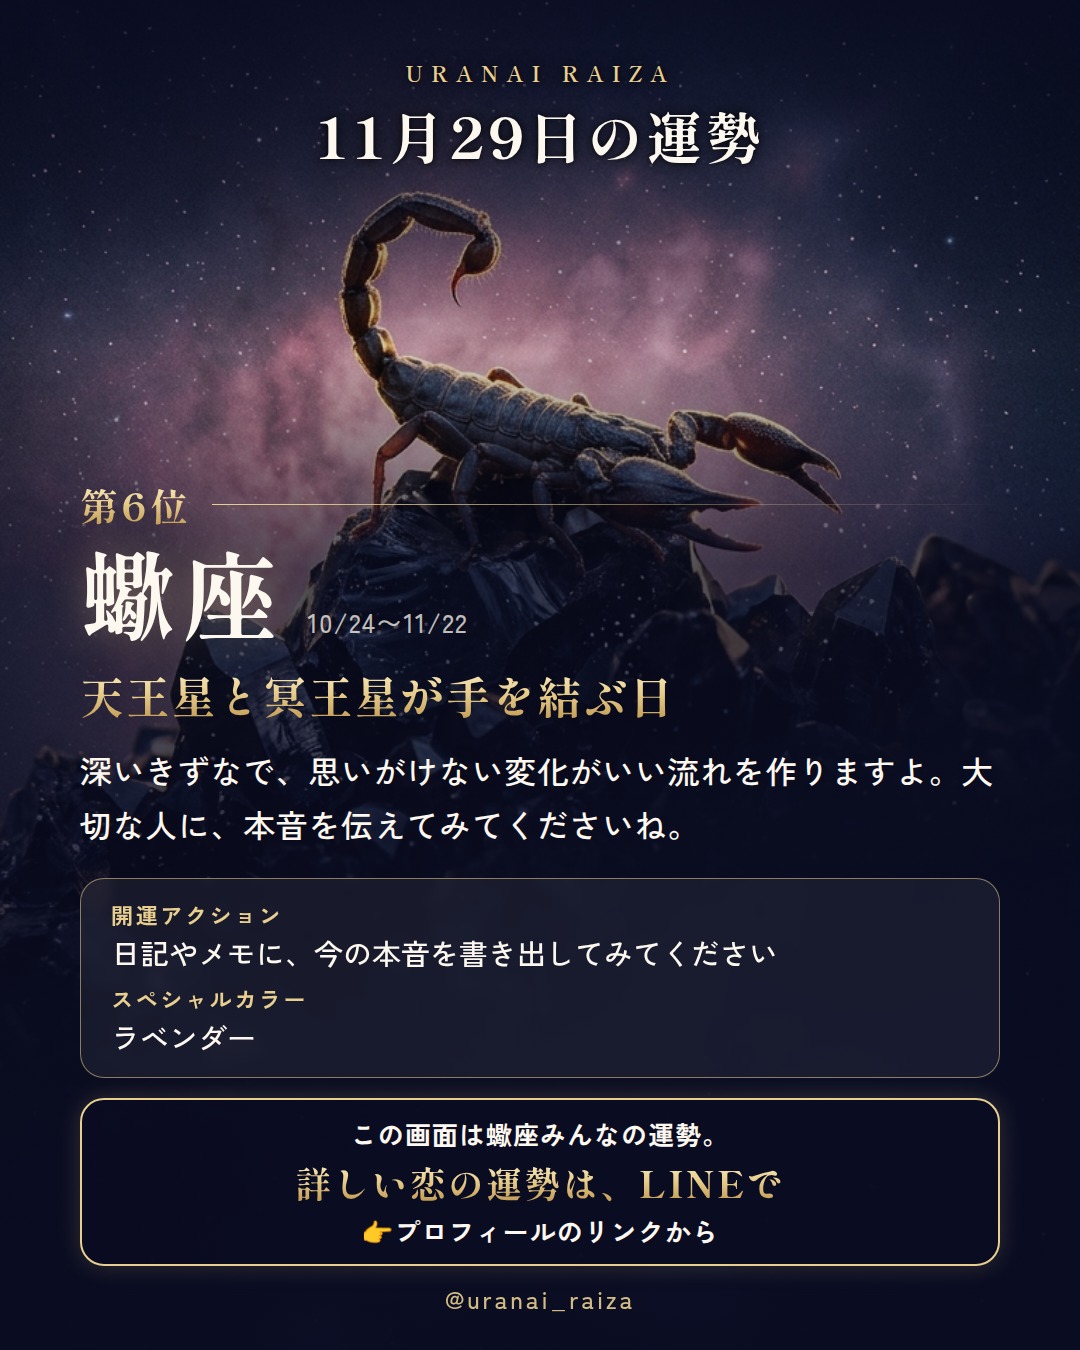 URANAI RAIZA
11月29日の運勢
第6位
蠍座 10/24〜11/22
天王星と冥王星が手を結ぶ日
深いきずなで、思いがけない変化がいい流れを作りますよ。大
切な人に、本音を伝えてみてくださいね。
開運アクション
日記やメモに、今の本音を書き出してみてください
スペシャルカラー
ラベンダー
この画面は蠍座みんなの運勢。
詳しい恋の運勢は、LINEで
👉プロフィールのリンクから
@uranai_raiza